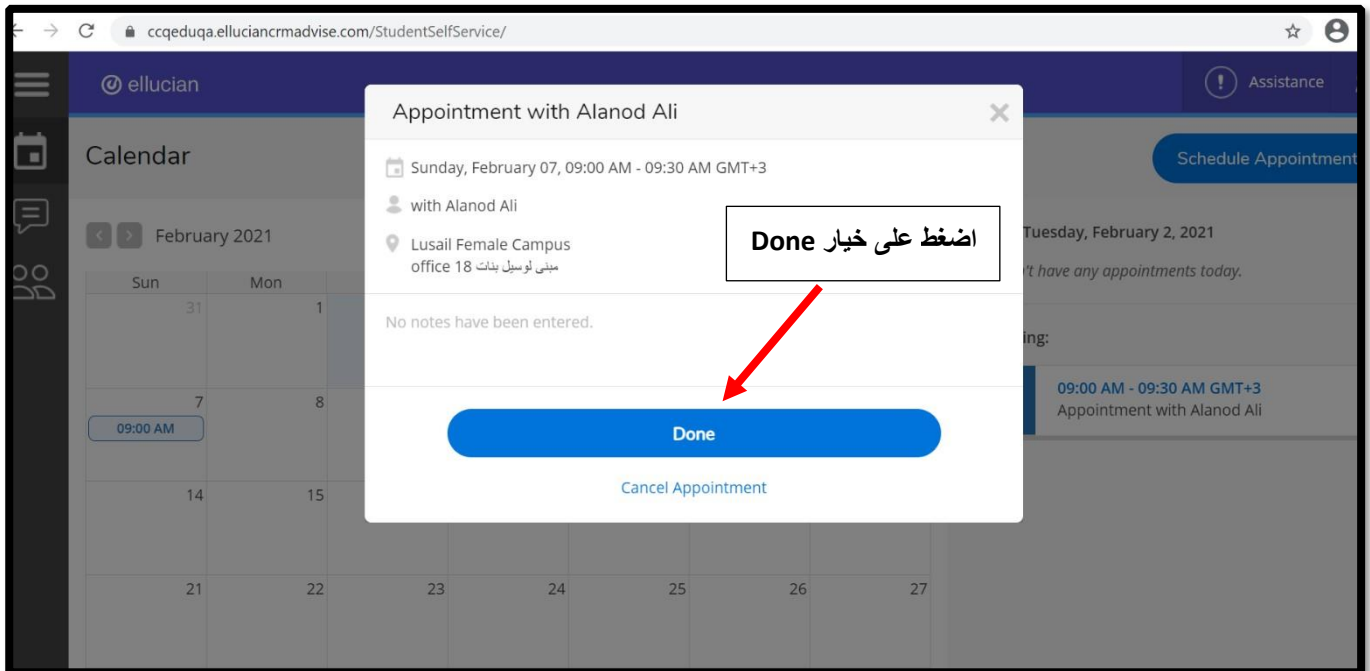 ccqeduqa.elluciancrmadvise.com/StudentSelfService/
ellucian
Assistance
Calendar
Schedule Appointment
February 2021
Sun Mon
31 1
7 8
09:00 AM
14 15
21 22 23 24 25 26 27
Appointment with Alanod Ali
Sunday, February 07, 09:00 AM - 09:30 AM GMT+3
with Alanod Ali
Lusail Female Campus
office 18 مبنى لوسيل بنات
No notes have been entered.
Done
Cancel Appointment
اضغط على خيار Done
Tuesday, February 2, 2021
't have any appointments today.
ing:
09:00 AM - 09:30 AM GMT+3
Appointment with Alanod Ali